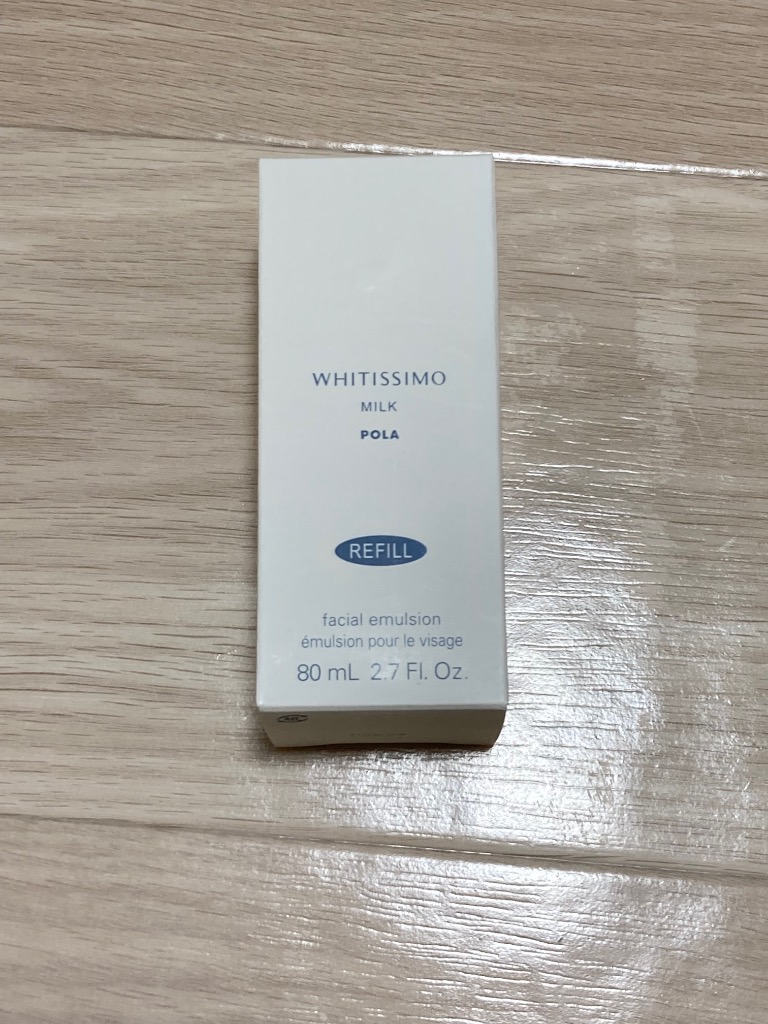 WHITISSIMO
MILK
POLA
REFILL
facial emulsion
émulsion pour le visage
80 mL 2.7 Fl. Oz.